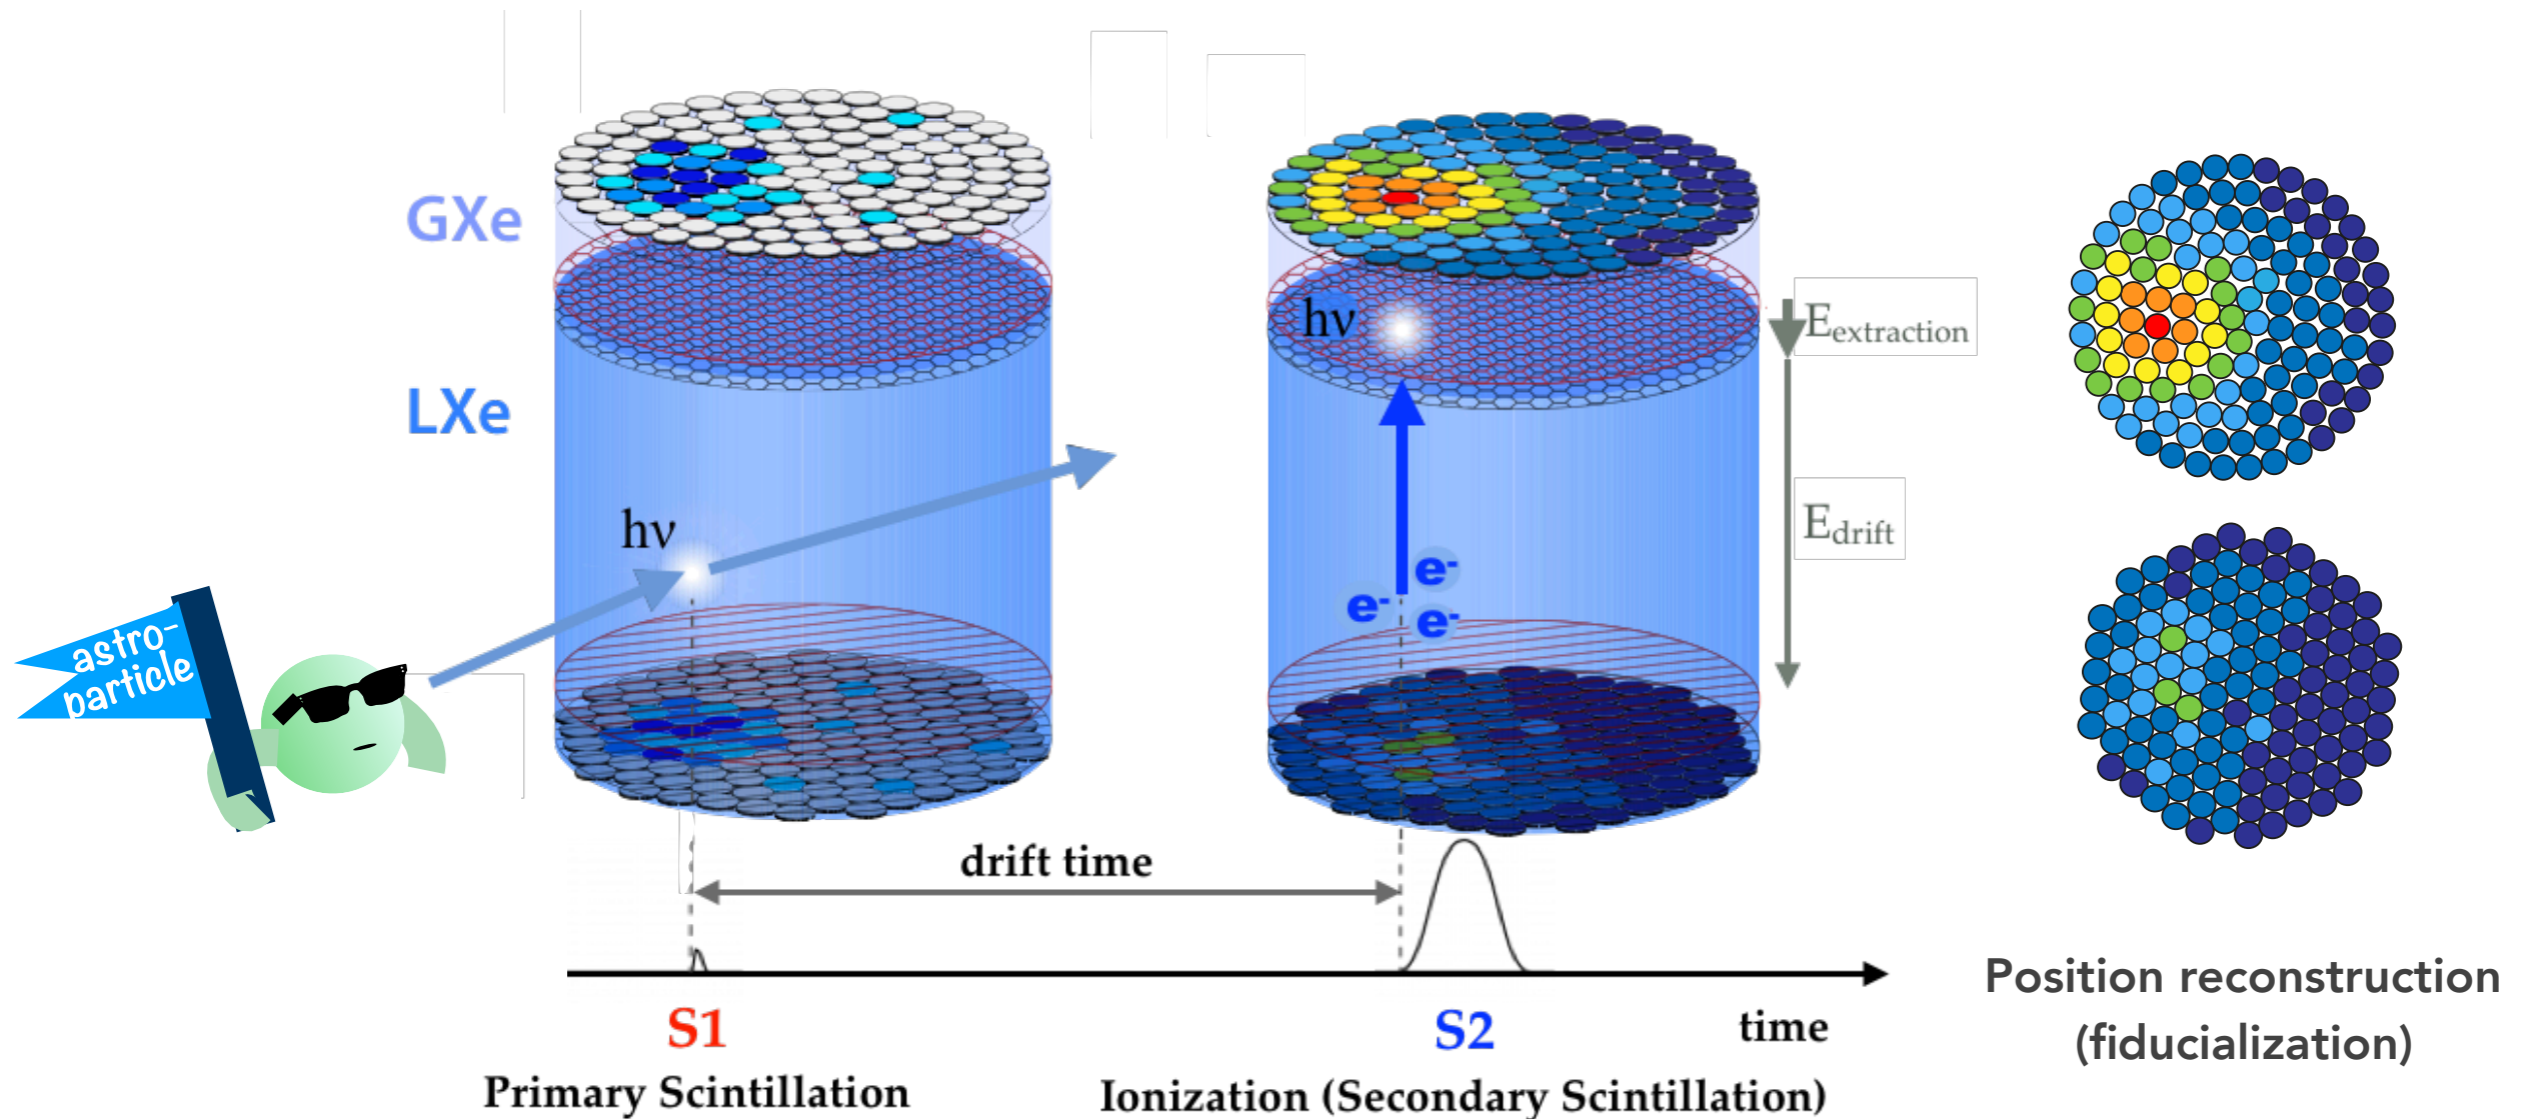 GXe
LXe
hν
astro-
particle
hν
e-
e-
e-
Eextraction
Edrift
drift time
S1
S2
time
Primary Scintillation
Ionization (Secondary Scintillation)
Position reconstruction
(fiducialization)